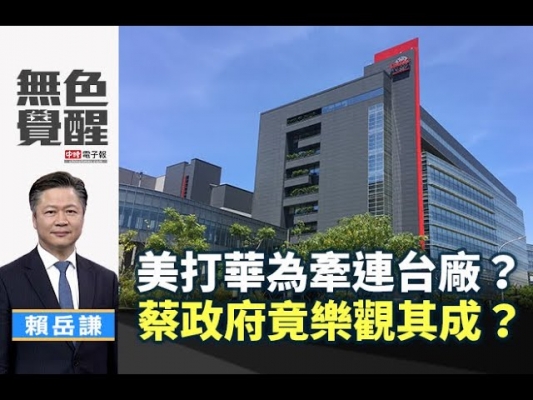 無色
覺醒
中時 電子報
賴岳謙
美打華為牽連台廠？
蔡政府竟樂觀其成？